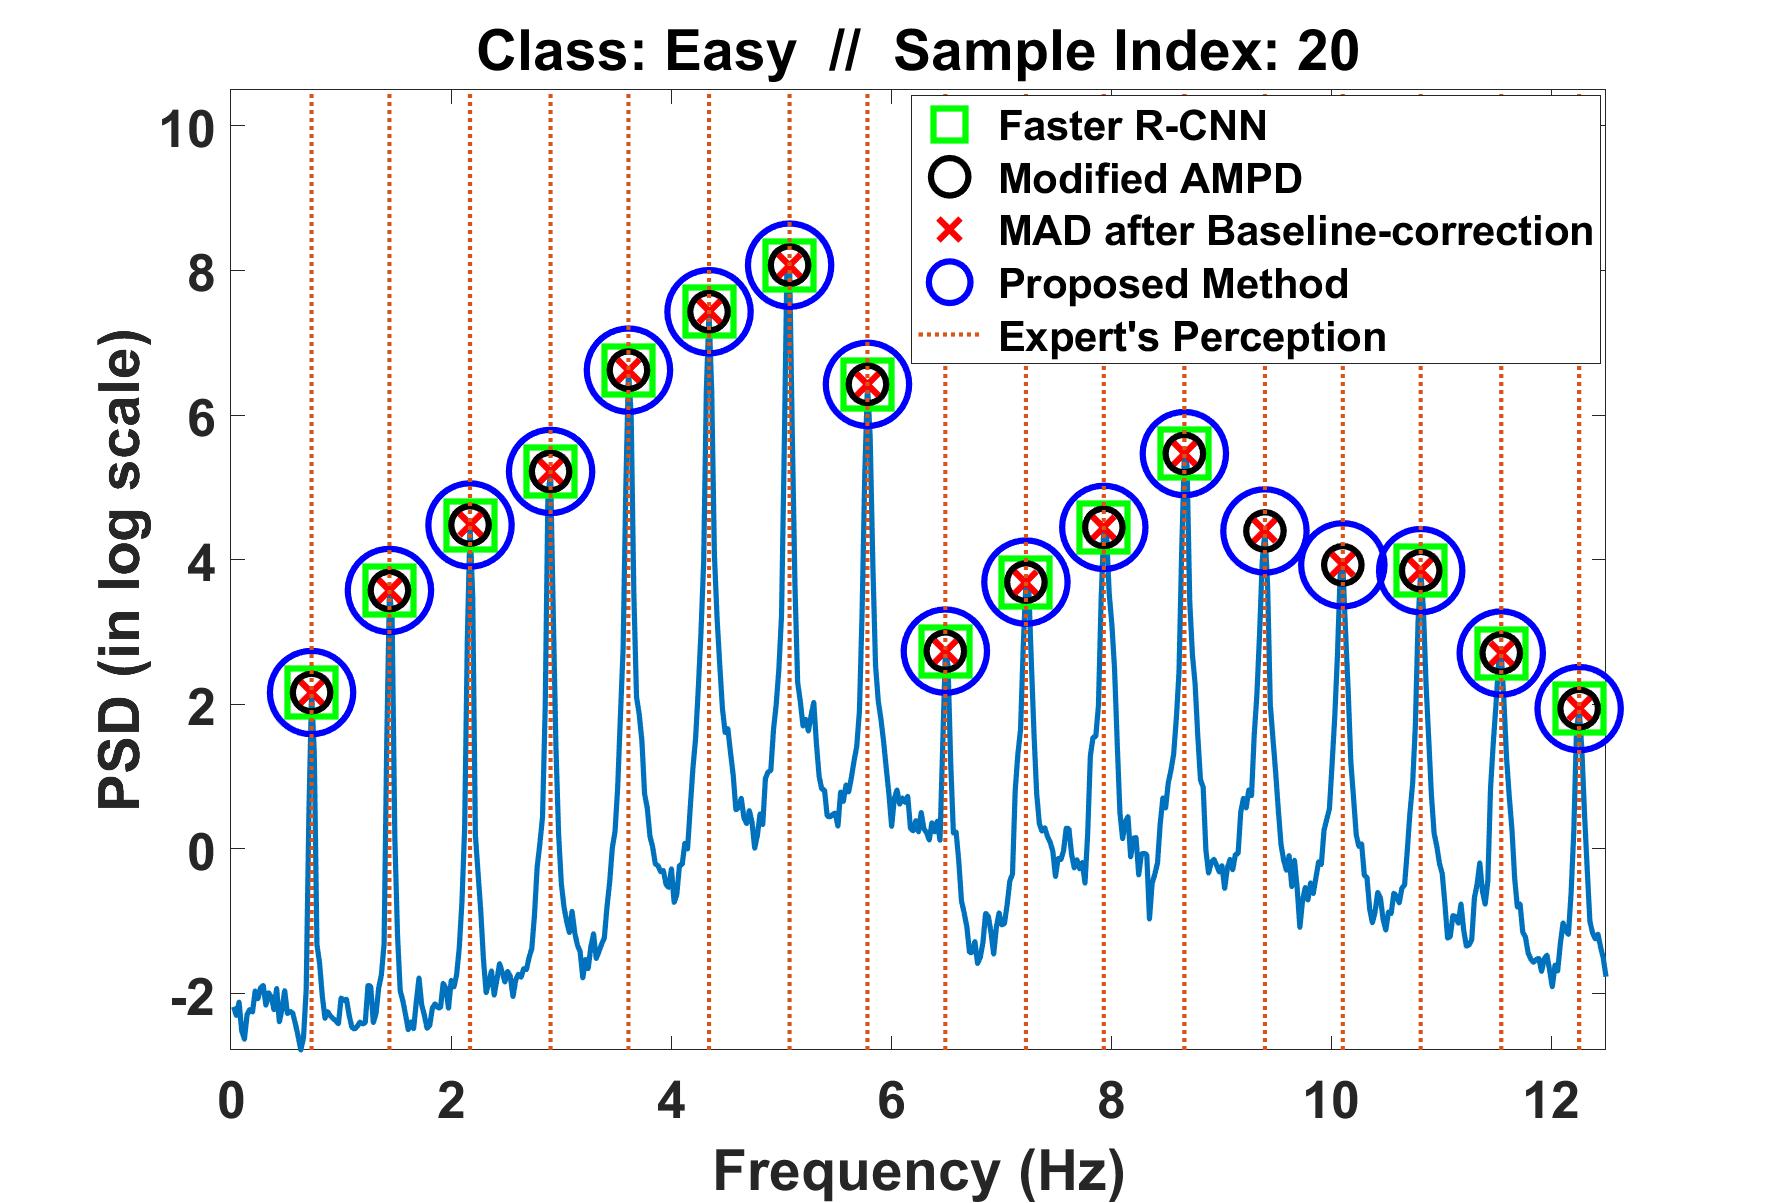 Class: Easy // Sample Index: 20
10
8
6
4
2
0
-2
PSD (in log scale)
Faster R-CNN
Modified AMPD
MAD after Baseline-correction
Proposed Method
Expert's Perception
0 2 4 6 8 10 12
Frequency (Hz)